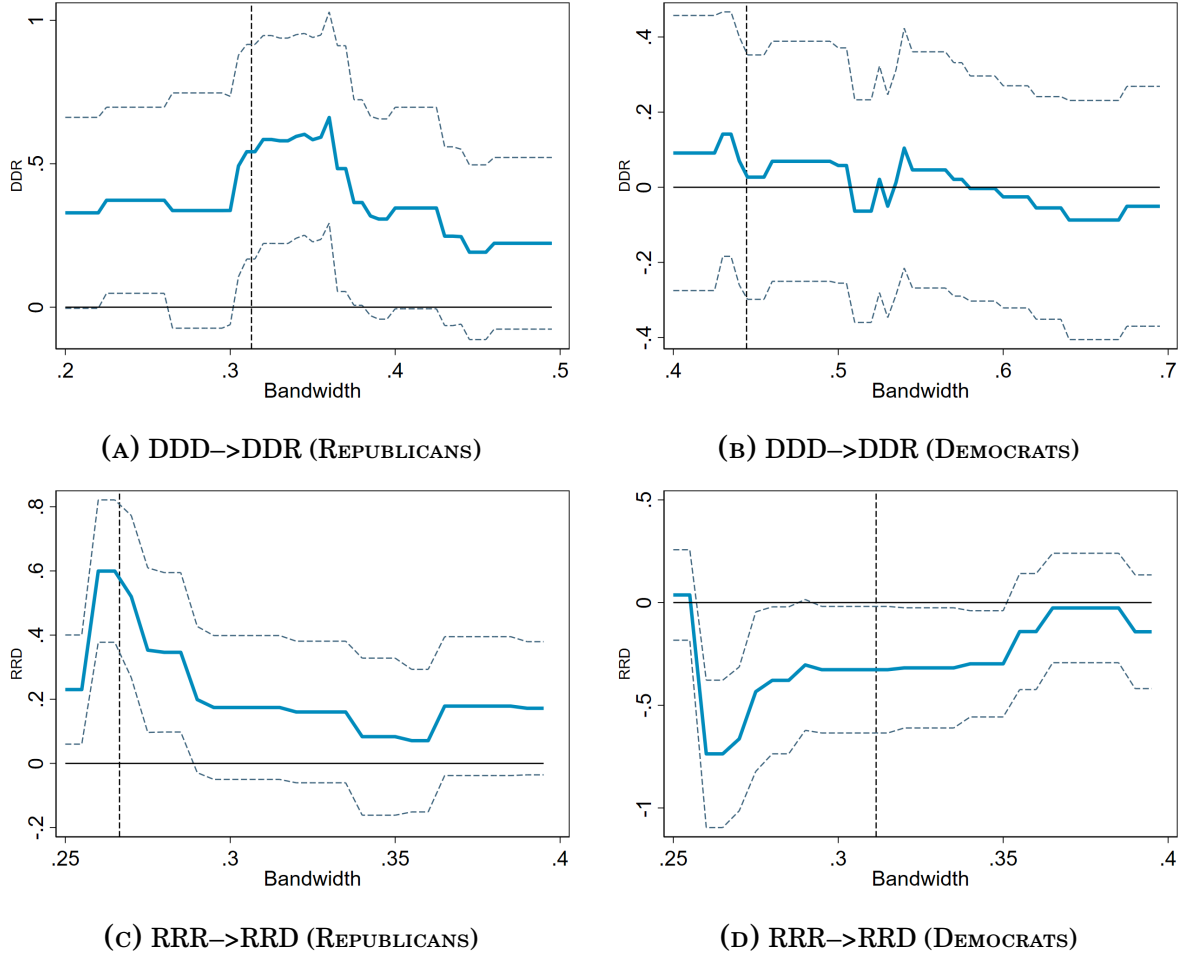 1
.5
0
DDR
.2
.3
.4
.5
Bandwidth
(A) DDD–>DDR (Republicans)
.4
.2
0
-.2
-.4
DDR
.4
.5
.6
.7
Bandwidth
(B) DDD–>DDR (Democrats)
.8
.6
.4
.2
0
-.2
RRD
.25
.3
.35
.4
Bandwidth
(C) RRR–>RRD (Republicans)
.5
0
-.5
-1
RRD
.25
.3
.35
.4
Bandwidth
(D) RRR–>RRD (Democrats)